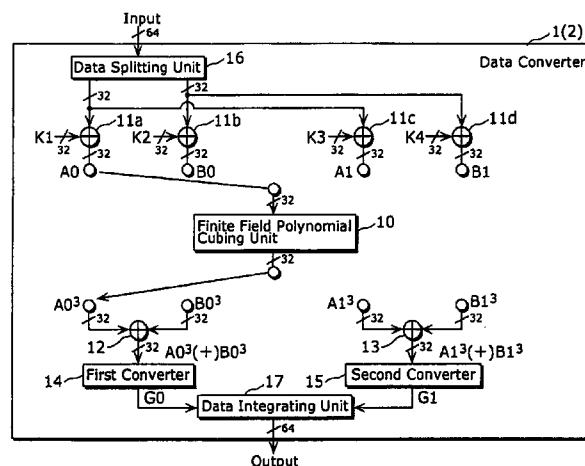 Input
64
1(2)
Data Converter
Data Splitting Unit
16
32
32
11a
11b
11c
11d
K1
32
K2
32
K3
32
K4
32
32
32
32
32
A0
B0
A1
B1
32
Finite Field Polynomial
Cubing Unit
10
32
A0³
B0³
A1³
B1³
32
32
32
32
12
32
A0³(+)B0³
13
32
A1³(+)B1³
14
First Converter
15
Second Converter
G0
17
G1
Data Integrating Unit
64
Output